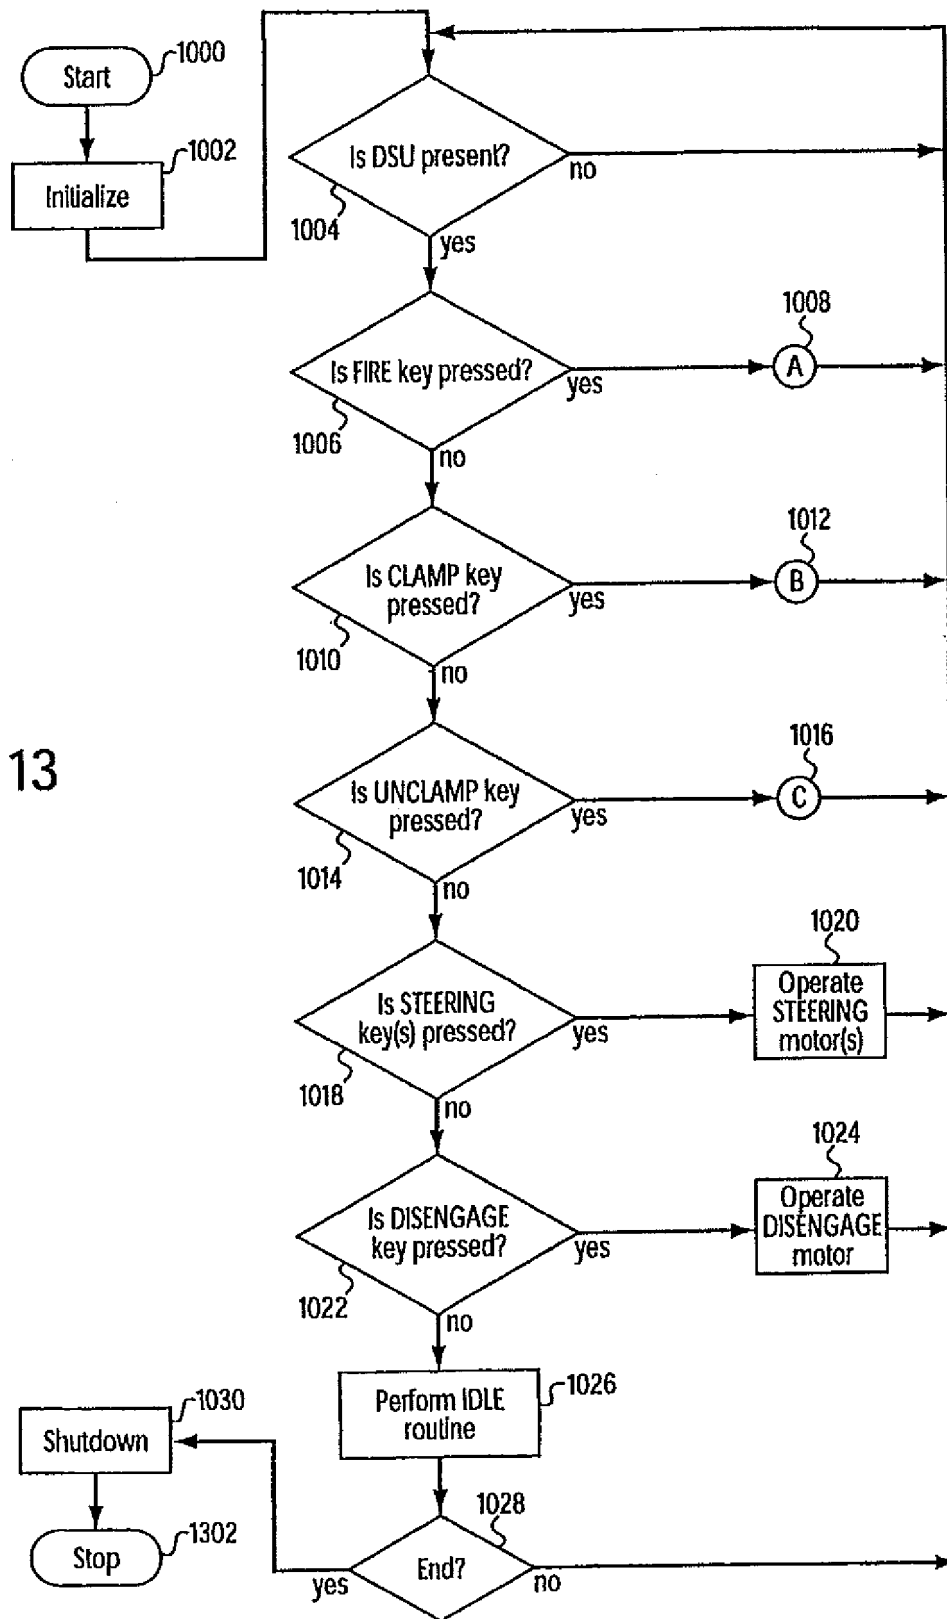 1000
Start
1002
Initialize
Is DSU present?
no
1004
yes
1008
Is FIRE key pressed?
A
yes
1006
no
1012
Is CLAMP key
pressed?
B
yes
1010
no
13
1016
Is UNCLAMP key
pressed?
C
yes
1014
no
1020
Is STEERING
key(s) pressed?
yes
Operate
STEERING
motor(s)
1018
no
1024
Is DISENGAGE
key pressed?
yes
Operate
DISENGAGE
motor
1022
no
Perform IDLE
routine
1026
1030
Shutdown
1028
1302
Stop
End?
yes
no